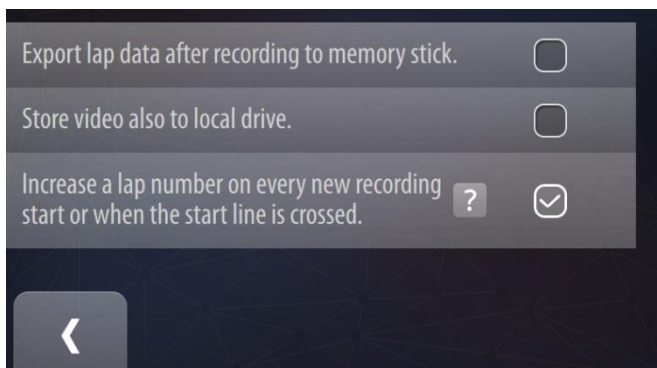 Export lap data after recording to memory stick.
Store video also to local drive.
Increase a lap number on every new recording
start or when the start line is crossed.
?